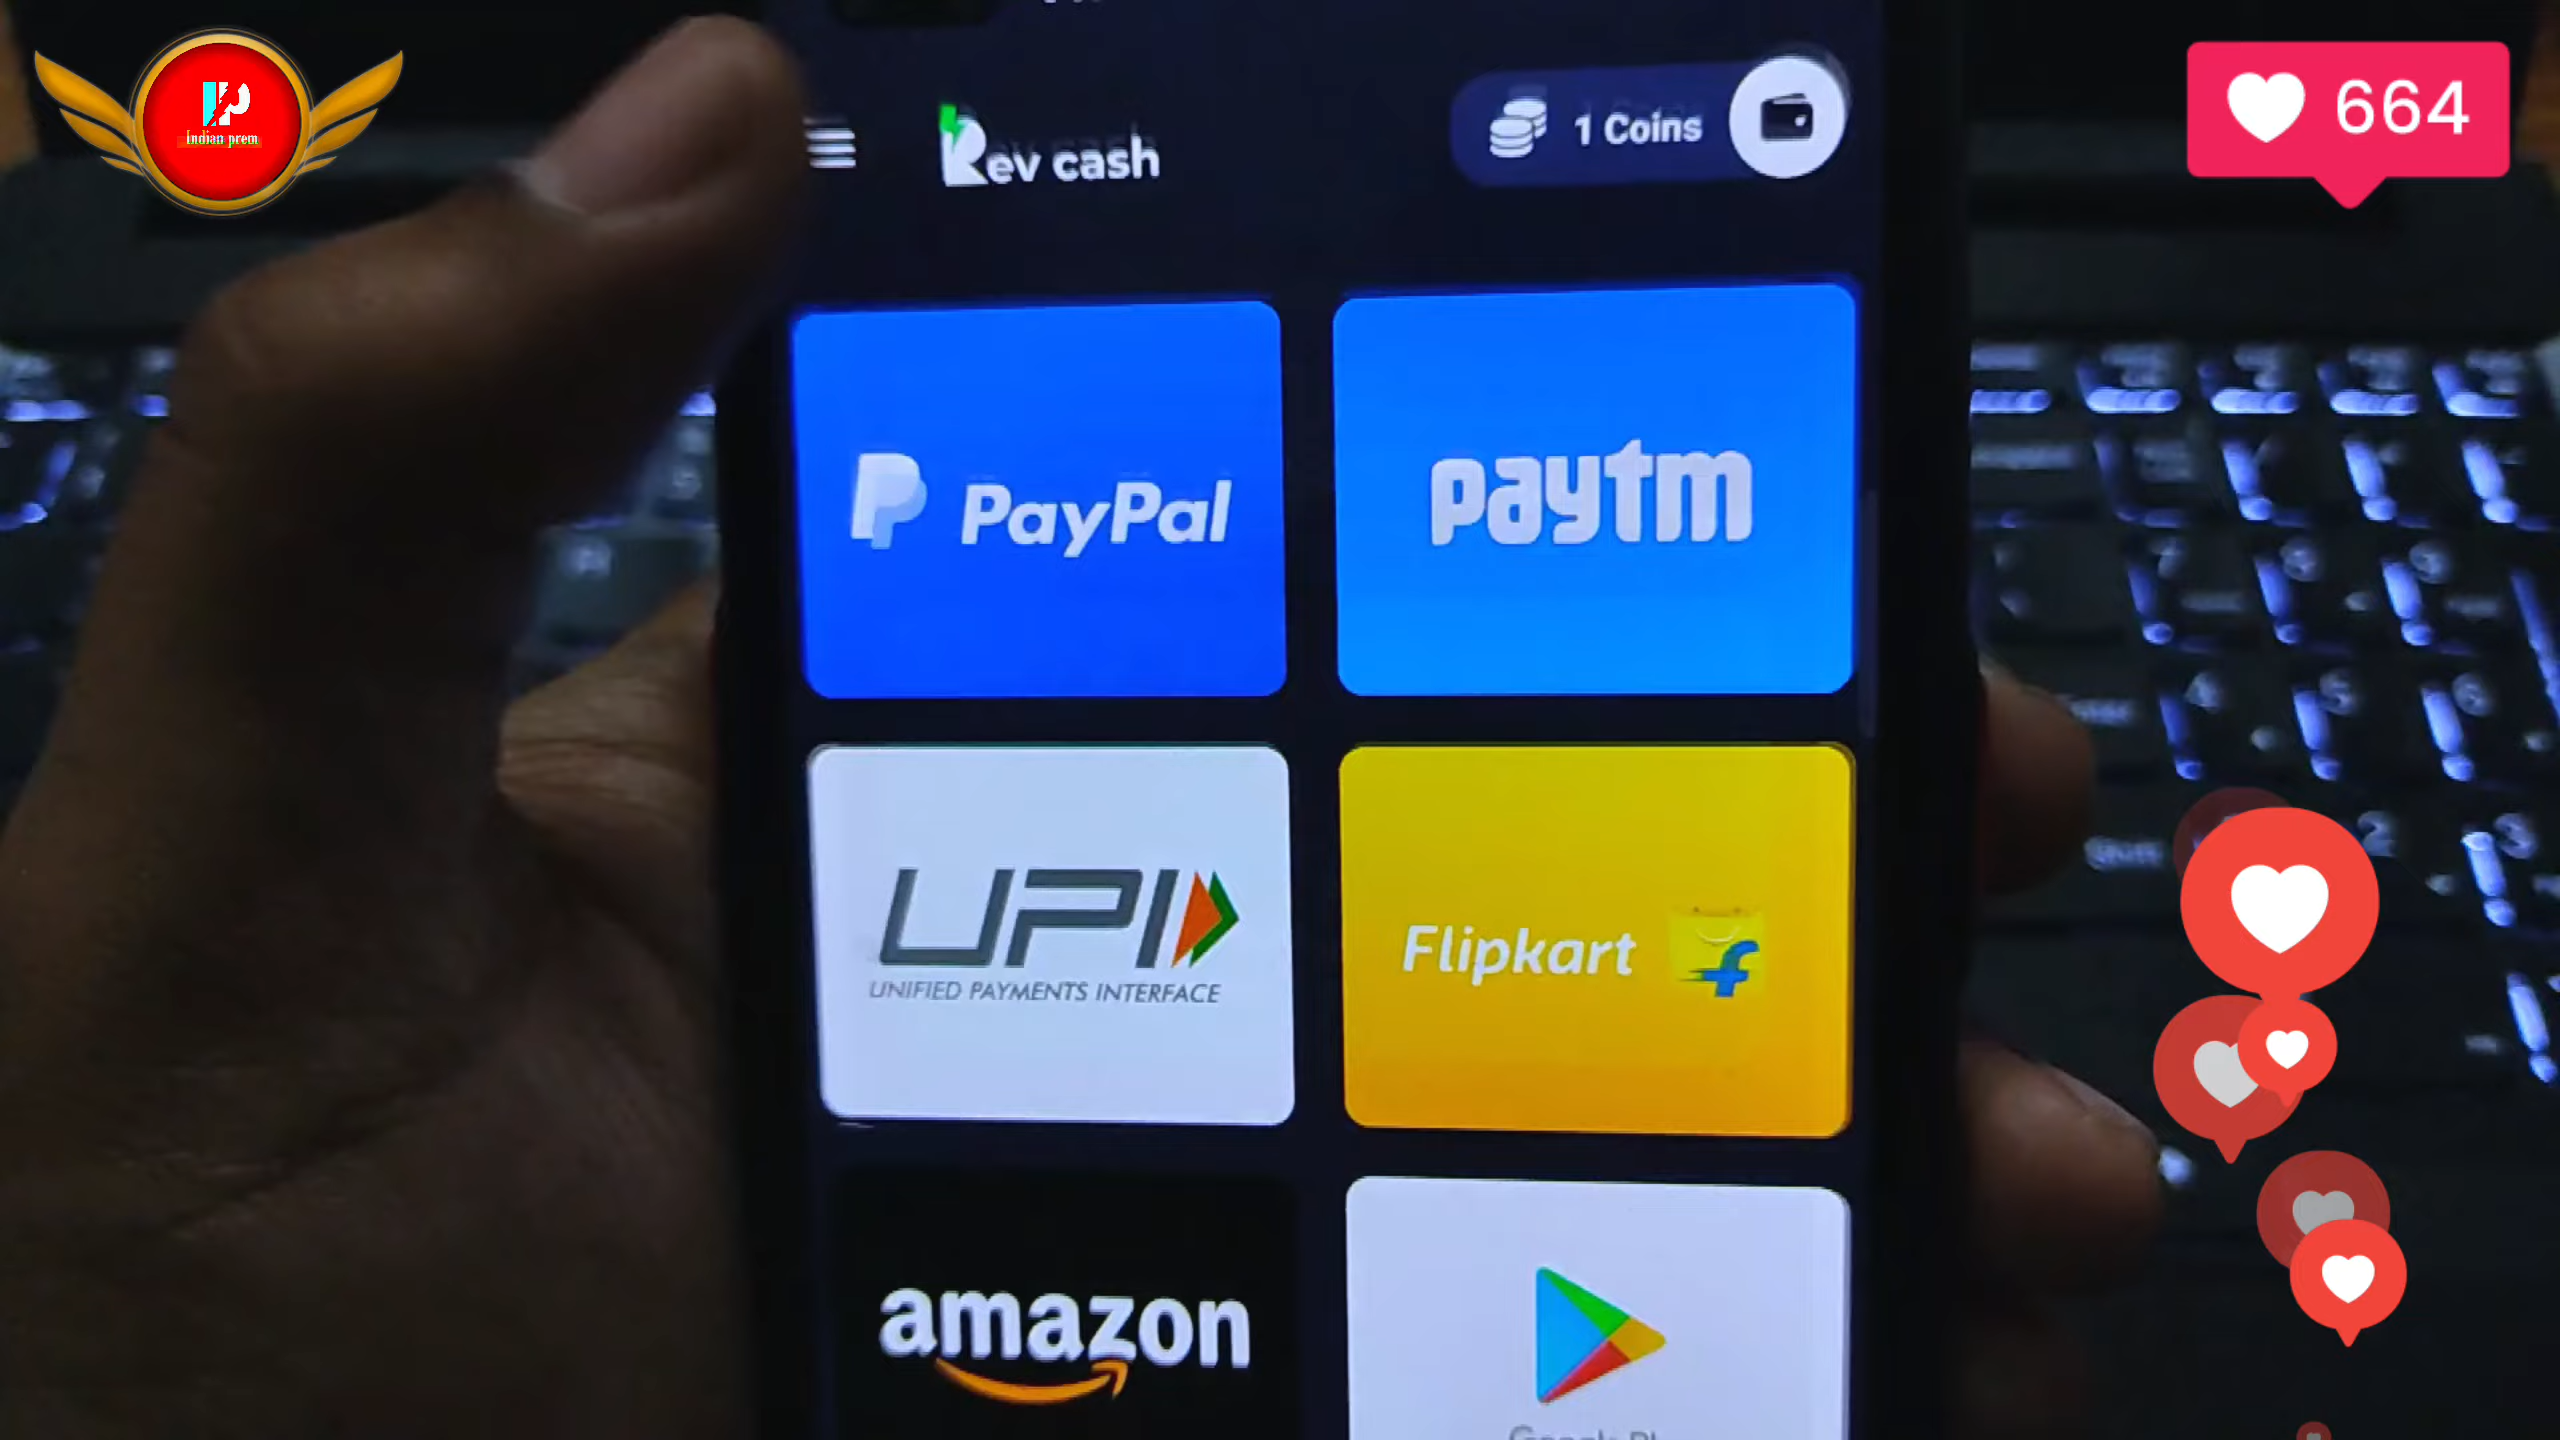 Indian prem
Rev cash
1 Coins
664
PayPal
paytm
UPI
UNIFIED PAYMENTS INTERFACE
Flipkart
amazon